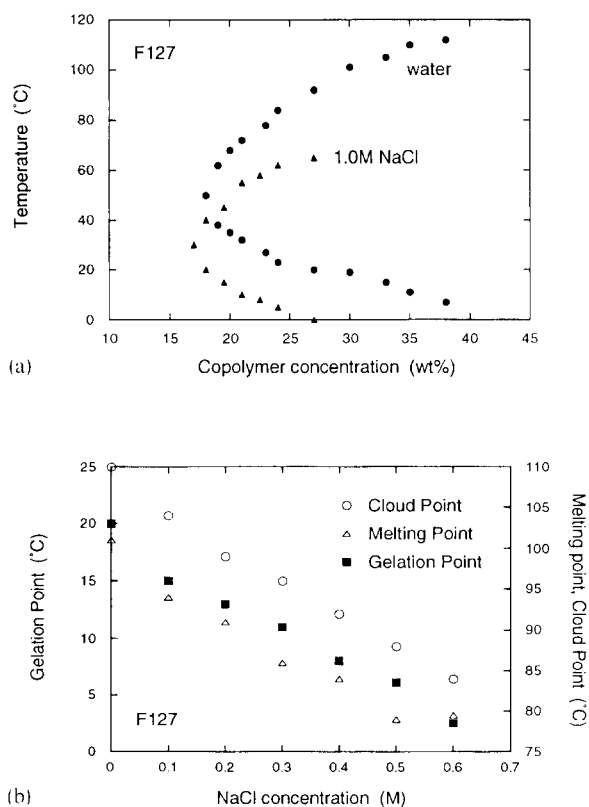 F127
water
1.0M NaCl
Temperature (°C)
120
100
80
60
40
20
0
10 15 20 25 30 35 40 45
Copolymer concentration (wt%)
(a)
25
20
15
10
5
0
Gelation Point (°C)
Cloud Point
Melting Point
Gelation Point
F127
110
105
100
95
90
85
80
75
Melting point, Cloud Point (°C)
0 0.1 0.2 0.3 0.4 0.5 0.6 0.7
NaCl concentration (M)
(b)